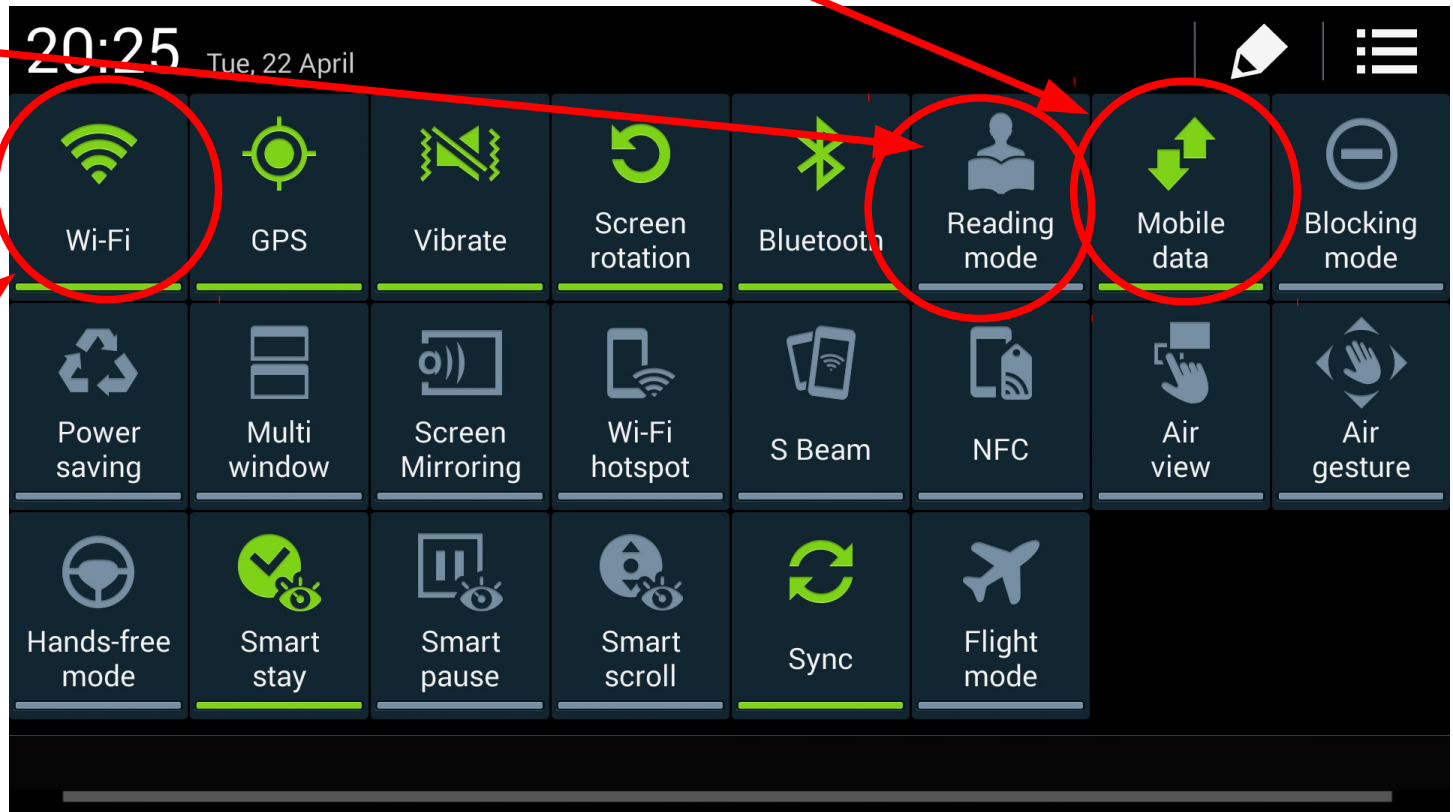 20:25 Tue, 22 April
Wi-Fi
GPS
Vibrate
Screen
rotation
Bluetooth
Reading
mode
Mobile
data
Blocking
mode
Power
saving
Multi
window
Screen
Mirroring
Wi-Fi
hotspot
S Beam
NFC
Air
view
Air
gesture
Hands-free
mode
Smart
stay
Smart
pause
Smart
scroll
Sync
Flight
mode